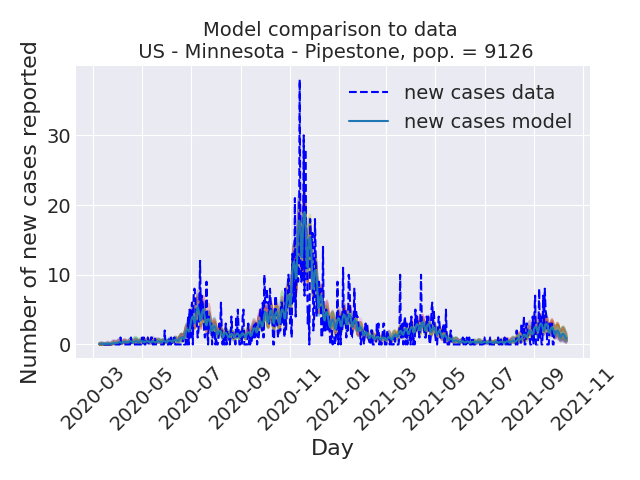 Model comparison to data
US - Minnesota - Pipestone, pop. = 9126
Number of new cases reported
30
20
10
0
new cases data
new cases model
2020-03
2020-05
2020-07
2020-09
2020-11
2021-01
2021-03
2021-05
2021-07
2021-09
2021-11
Day